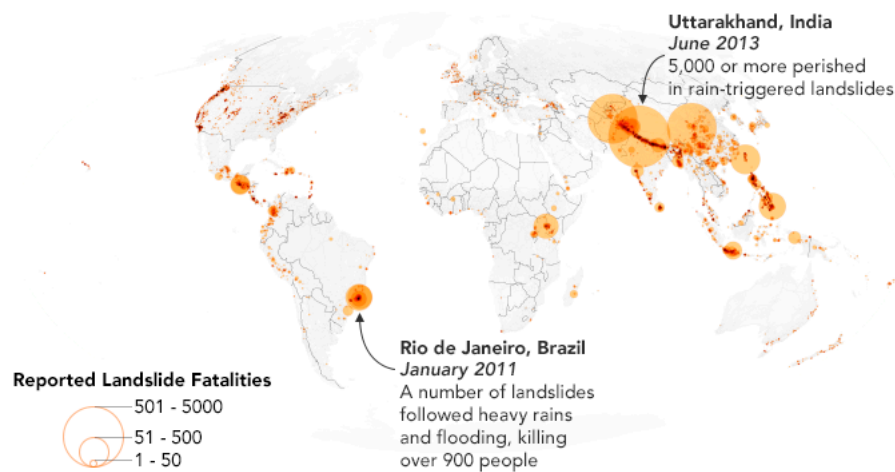 Uttarakhand, India
June 2013
5,000 or more perished
in rain-triggered landslides
Rio de Janeiro, Brazil
January 2011
A number of landslides
followed heavy rains
and flooding, killing
over 900 people
Reported Landslide Fatalities
501 - 5000
51 - 500
1 - 50